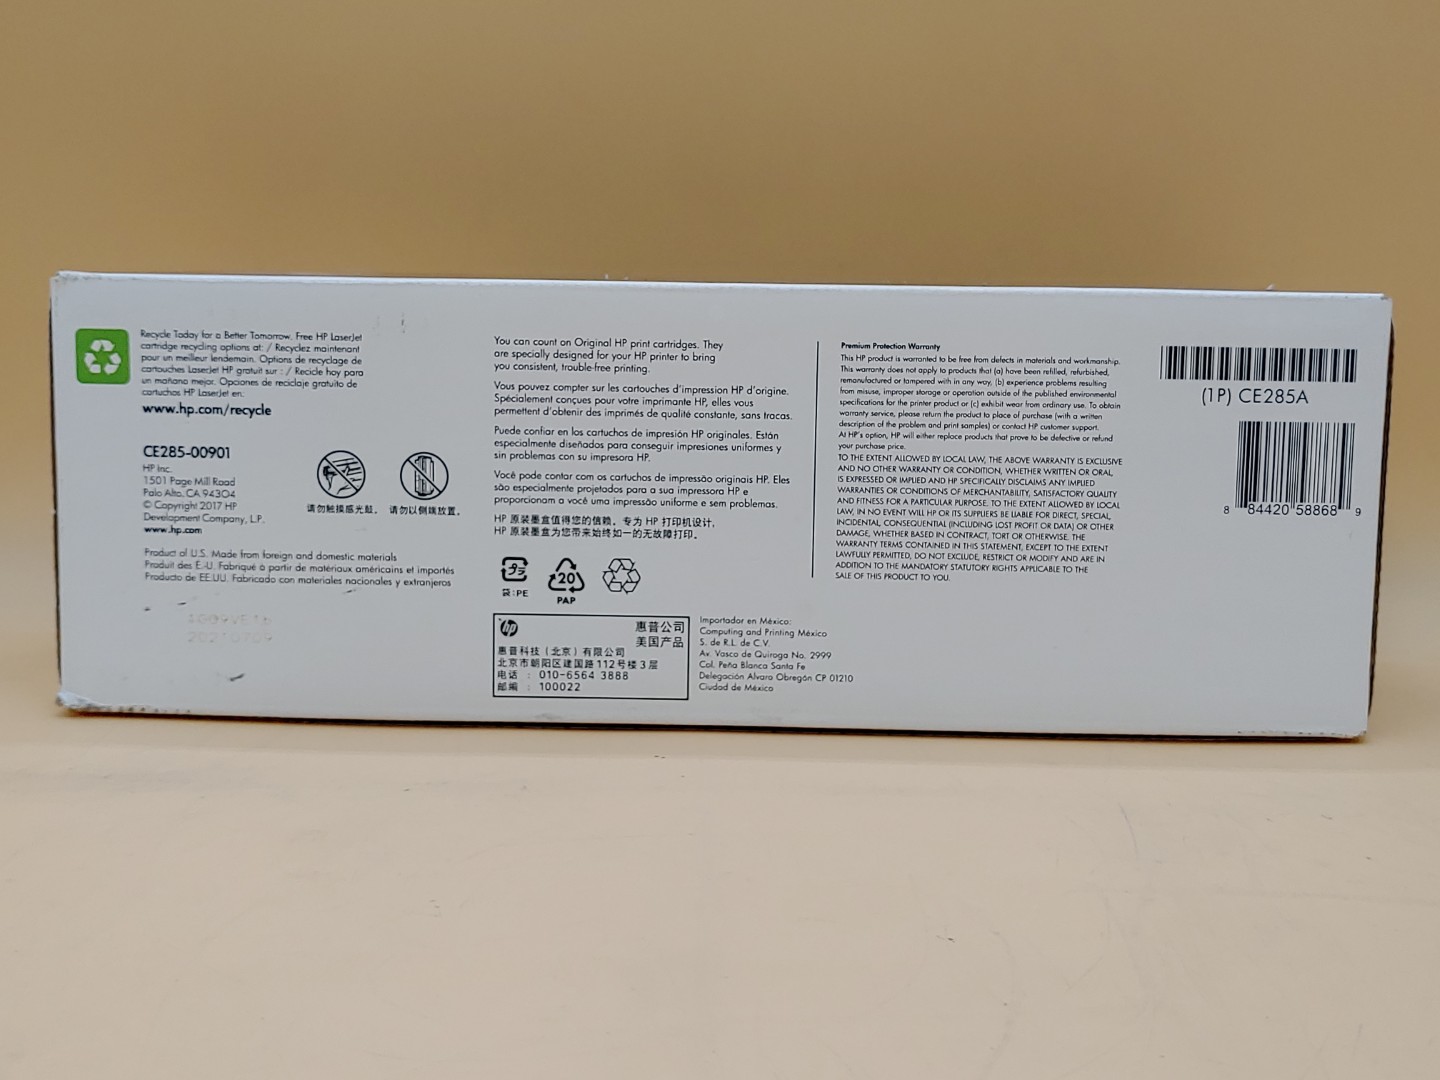 Recycle Today for a Better Tomorrow. Free HP LaserJet
cartridge recycling options at: / Recyclez maintenant
pour un meilleur lendemain. Options de recyclage de
cartouches LaserJet HP gratuit sur : / Recicle hoy para
un mañana mejor. Opciones de reciclaje gratuito de
cartuchos HP LaserJet en:
www.hp.com/recycle
CE285-00901
HP Inc.
1501 Page Mill Road
Palo Alto, CA 94304
© Copyright 2017 HP
Development Company, L.P.
www.hp.com
请勿触摸感光鼓。 请勿以侧端放置。
Product of U.S. Made from foreign and domestic materials
Produit des É.-U. Fabriqué à partir de matériaux américains et importés
Producto de EE.UU. Fabricado con materiales nacionales y extranjeros
20210709
You can count on Original HP print cartridges. They
are specially designed for your HP printer to bring
you consistent, trouble-free printing.
Vous pouvez compter sur les cartouches d'impression HP d'origine.
Spécialement conçues pour votre imprimante HP, elles vous
permettent d'obtenir des imprimés de qualité constante, sans tracas.
Puede confiar en los cartuchos de impresión HP originales. Están
especialmente diseñados para conseguir impresiones uniformes y
sin problemas con su impresora HP.
Você pode contar com os cartuchos de impressão originais HP. Eles
são especialmente projetados para a sua impressora HP e
proporcionam a você uma impressão uniforme e sem problemas.
HP 原装墨盒值得您的信赖。专为 HP 打印机设计,
HP 原装墨盒为您带来始终如一的无故障打印。
プラ
袋:PE
20
PAP
hp
惠普公司
美国产品
惠普科技(北京)有限公司
北京市朝阳区建国路112号楼3层
电话 : 010-6564 3888
邮编 : 100022
Importador en México:
Computing and Printing México
S. de R.L. de C.V.
Av. Vasco de Quiroga No. 2999
Col. Peña Blanca Santa Fe
Delegación Alvaro Obregón CP 01210
Ciudad de México
Premium Protection Warranty
This HP product is warranted to be free from defects in materials and workmanship.
This warranty does not apply to products that (a) have been refilled, refurbished,
remanufactured or tampered with in any way, (b) experience problems resulting
from misuse, improper storage or operation outside of the published environmental
specifications for the printer product or (c) exhibit wear from ordinary use. To obtain
warranty service, please return the product to place of purchase (with a written
description of the problem and print samples) or contact HP customer support.
At HP's option, HP will either replace products that prove to be defective or refund
your purchase price.
TO THE EXTENT ALLOWED BY LOCAL LAW, THE ABOVE WARRANTY IS EXCLUSIVE
AND NO OTHER WARRANTY OR CONDITION, WHETHER WRITTEN OR ORAL,
IS EXPRESSED OR IMPLIED AND HP SPECIFICALLY DISCLAIMS ANY IMPLIED
WARRANTIES OR CONDITIONS OF MERCHANTABILITY, SATISFACTORY QUALITY
AND FITNESS FOR A PARTICULAR PURPOSE. TO THE EXTENT ALLOWED BY LOCAL
LAW, IN NO EVENT WILL HP OR ITS SUPPLIERS BE LIABLE FOR DIRECT, SPECIAL,
INCIDENTAL, CONSEQUENTIAL (INCLUDING LOST PROFIT OR DATA) OR OTHER
DAMAGE, WHETHER BASED IN CONTRACT, TORT OR OTHERWISE. THE
WARRANTY TERMS CONTAINED IN THIS STATEMENT, EXCEPT TO THE EXTENT
LAWFULLY PERMITTED, DO NOT EXCLUDE, RESTRICT OR MODIFY AND ARE IN
ADDITION TO THE MANDATORY STATUTORY RIGHTS APPLICABLE TO THE
SALE OF THIS PRODUCT TO YOU.
(1P) CE285A
8 84420 58868 9